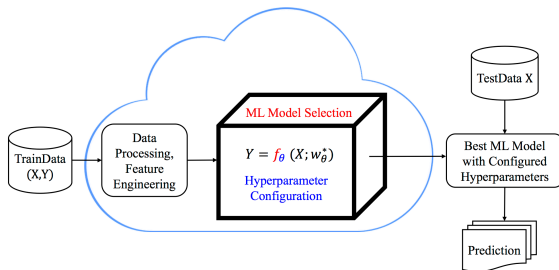 TrainData
(X,Y)
Data
Processing,
Feature
Engineering
ML Model Selection
Y = f_θ (X; w*_θ)
Hyperparameter
Configuration
TestData X
Best ML Model
with Configured
Hyperparameters
Prediction